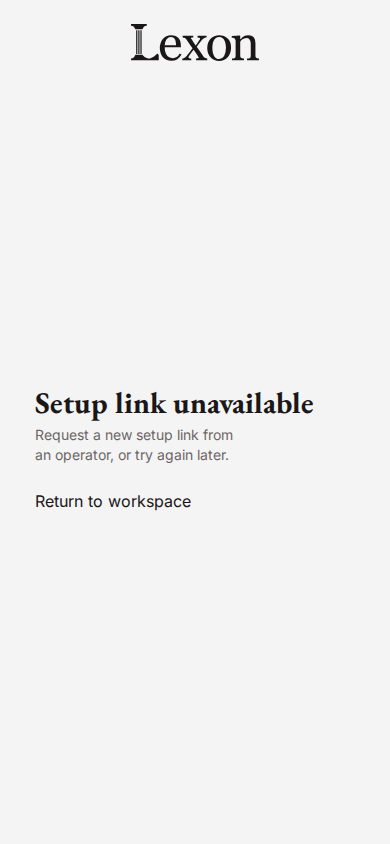 Lexon
Setup link unavailable
Request a new setup link from
an operator, or try again later.
Return to workspace